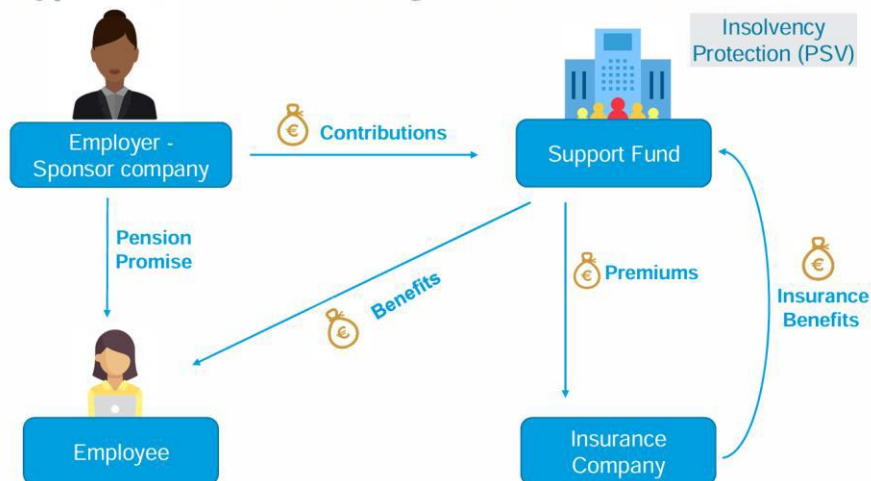 Insolvency
Protection (PSV)
Employer -
Sponsor company
€ Contributions
Support Fund
Pension
Promise
€ Benefits
€ Premiums
€
Insurance
Benefits
Employee
Insurance
Company